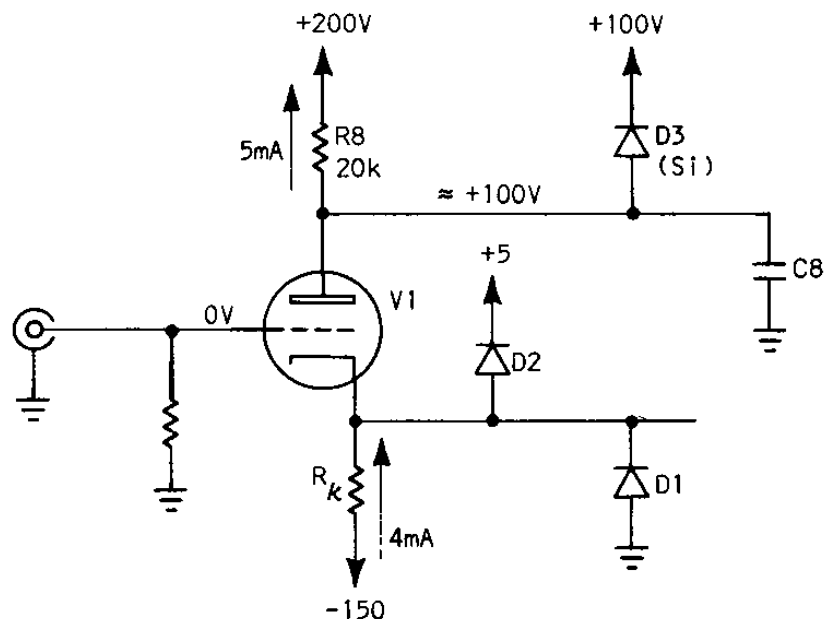 +200V
+100V
5mA
R8
20k
D3
(Si)
≈ +100V
+5
C8
V1
0V
D2
Rk
4mA
D1
-150